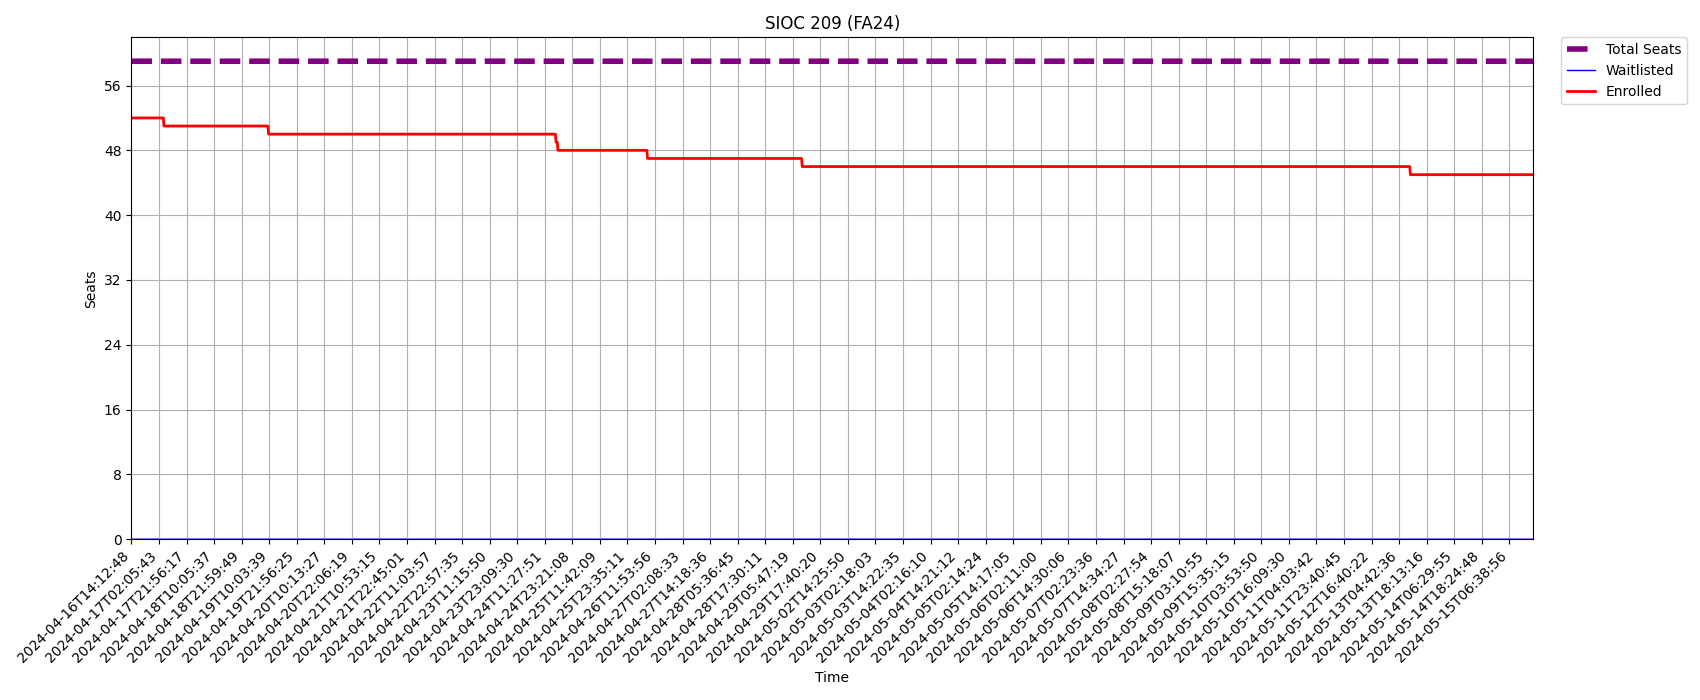 SIOC 209 (FA24)
Total Seats
Waitlisted
Enrolled
Seats
56
48
40
32
24
16
8
0
2024-04-16T14:12:48
2024-04-17T02:05:43
2024-04-17T21:56:17
2024-04-18T10:05:37
2024-04-18T21:59:49
2024-04-19T10:03:39
2024-04-19T21:56:25
2024-04-20T10:13:27
2024-04-20T22:06:19
2024-04-21T10:53:15
2024-04-21T22:45:01
2024-04-22T11:03:57
2024-04-22T22:57:35
2024-04-23T11:15:50
2024-04-23T23:09:30
2024-04-24T11:27:51
2024-04-24T23:21:08
2024-04-25T11:42:09
2024-04-25T23:35:11
2024-04-26T11:53:56
2024-04-27T02:08:33
2024-04-27T14:18:36
2024-04-28T05:36:45
2024-04-28T17:30:11
2024-04-29T05:47:19
2024-04-29T17:40:20
2024-05-02T14:25:50
2024-05-03T02:18:03
2024-05-03T14:22:35
2024-05-04T02:16:10
2024-05-04T14:21:12
2024-05-05T02:14:24
2024-05-05T14:17:05
2024-05-06T02:11:00
2024-05-06T14:30:06
2024-05-07T02:23:36
2024-05-07T14:34:27
2024-05-08T02:27:54
2024-05-08T15:18:07
2024-05-09T03:10:55
2024-05-09T15:35:15
2024-05-10T03:53:50
2024-05-10T16:09:30
2024-05-11T04:03:42
2024-05-11T23:40:45
2024-05-12T16:40:22
2024-05-13T04:42:36
2024-05-13T18:13:16
2024-05-14T06:29:55
2024-05-14T18:24:48
2024-05-15T06:38:56
Time